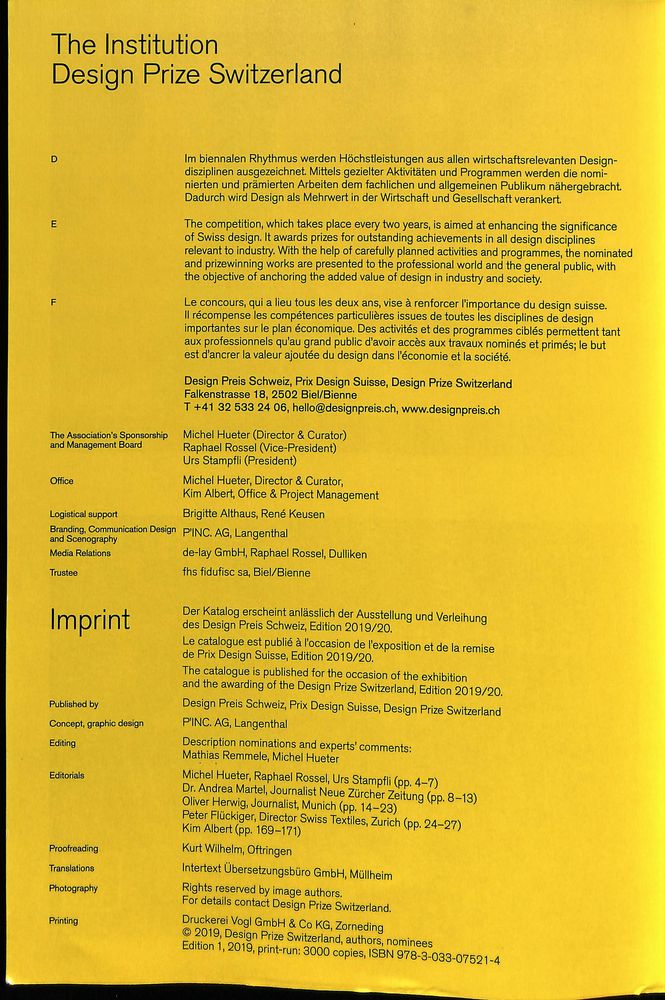 The Institution
Design Prize Switzerland
D
Im biennalen Rhythmus werden Höchstleistungen aus allen wirtschaftsrelevanten Design-
disziplinen ausgezeichnet. Mittels gezielter Aktivitäten und Programmen werden die nomi-
nierten und prämierten Arbeiten dem fachlichen und allgemeinen Publikum nähergebracht.
Dadurch wird Design als Mehrwert in der Wirtschaft und Gesellschaft verankert.
E
The competition, which takes place every two years, is aimed at enhancing the significance
of Swiss design. It awards prizes for outstanding achievements in all design disciplines
relevant to industry. With the help of carefully planned activities and programmes, the nominated
and prizewinning works are presented to the professional world and the general public, with
the objective of anchoring the added value of design in industry and society.
F
Le concours, qui a lieu tous les deux ans, vise à renforcer l'importance du design suisse.
Il récompense les compétences particulières issues de toutes les disciplines de design
importantes sur le plan économique. Des activités et des programmes ciblés permettent tant
aux professionnels qu'au grand public d'avoir accès aux travaux nominés et primés; le but
est d'ancrer la valeur ajoutée du design dans l'économie et la société.
Design Preis Schweiz, Prix Design Suisse, Design Prize Switzerland
Falkenstrasse 18, 2502 Biel/Bienne
T +41 32 533 24 06, hello@designpreis.ch, www.designpreis.ch
The Association's Sponsorship
and Management Board
Michel Hueter (Director & Curator)
Raphael Rossel (Vice-President)
Urs Stampfli (President)
Office
Michel Hueter, Director & Curator,
Kim Albert, Office & Project Management
Logistical support
Brigitte Althaus, René Keusen
Branding, Communication Design
and Scenography
P'INC. AG, Langenthal
Media Relations
de-lay GmbH, Raphael Rossel, Dulliken
Trustee
fhs fidufisc sa, Biel/Bienne
Imprint
Der Katalog erscheint anlässlich der Ausstellung und Verleihung
des Design Preis Schweiz, Edition 2019/20.
Le catalogue est publié à l'occasion de l'exposition et de la remise
de Prix Design Suisse, Edition 2019/20.
The catalogue is published for the occasion of the exhibition
and the awarding of the Design Prize Switzerland, Edition 2019/20.
Published by
Design Preis Schweiz, Prix Design Suisse, Design Prize Switzerland
Concept, graphic design
P'INC. AG, Langenthal
Editing
Description nominations and experts' comments:
Mathias Remmele, Michel Hueter
Editorials
Michel Hueter, Raphael Rossel, Urs Stampfli (pp. 4–7)
Dr. Andrea Martel, Journalist Neue Zürcher Zeitung (pp. 8–13)
Oliver Herwig, Journalist, Munich (pp. 14–23)
Peter Flückiger, Director Swiss Textiles, Zurich (pp. 24–27)
Kim Albert (pp. 169–171)
Proofreading
Kurt Wilhelm, Oftringen
Translations
Intertext Übersetzungsbüro GmbH, Müllheim
Photography
Rights reserved by image authors.
For details contact Design Prize Switzerland.
Printing
Druckerei Vogl GmbH & Co KG, Zorneding
© 2019, Design Prize Switzerland, authors, nominees
Edition 1, 2019, print-run: 3000 copies, ISBN 978-3-033-07521-4